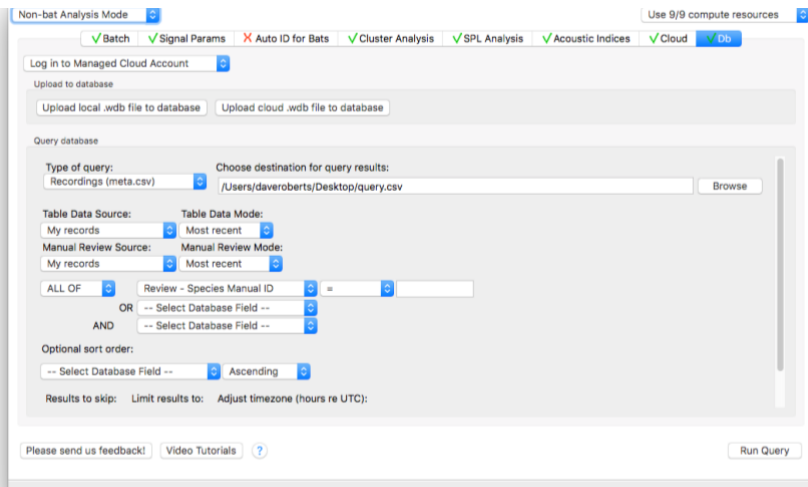 Non-bat Analysis Mode Use 9/9 compute resources
Batch Signal Params Auto ID for Bats Cluster Analysis SPL Analysis Acoustic Indices Cloud Db
Log in to Managed Cloud Account
Upload to database
Upload local .wdb file to database Upload cloud .wdb file to database
Query database
Type of query: Choose destination for query results:
Recordings (meta.csv) /Users/daveroberts/Desktop/query.csv Browse
Table Data Source: Table Data Mode:
My records Most recent
Manual Review Source: Manual Review Mode:
My records Most recent
ALL OF Review - Species Manual ID =
OR -- Select Database Field --
AND -- Select Database Field --
Optional sort order:
-- Select Database Field -- Ascending
Results to skip: Limit results to: Adjust timezone (hours re UTC):
Please send us feedback! Video Tutorials ? Run Query